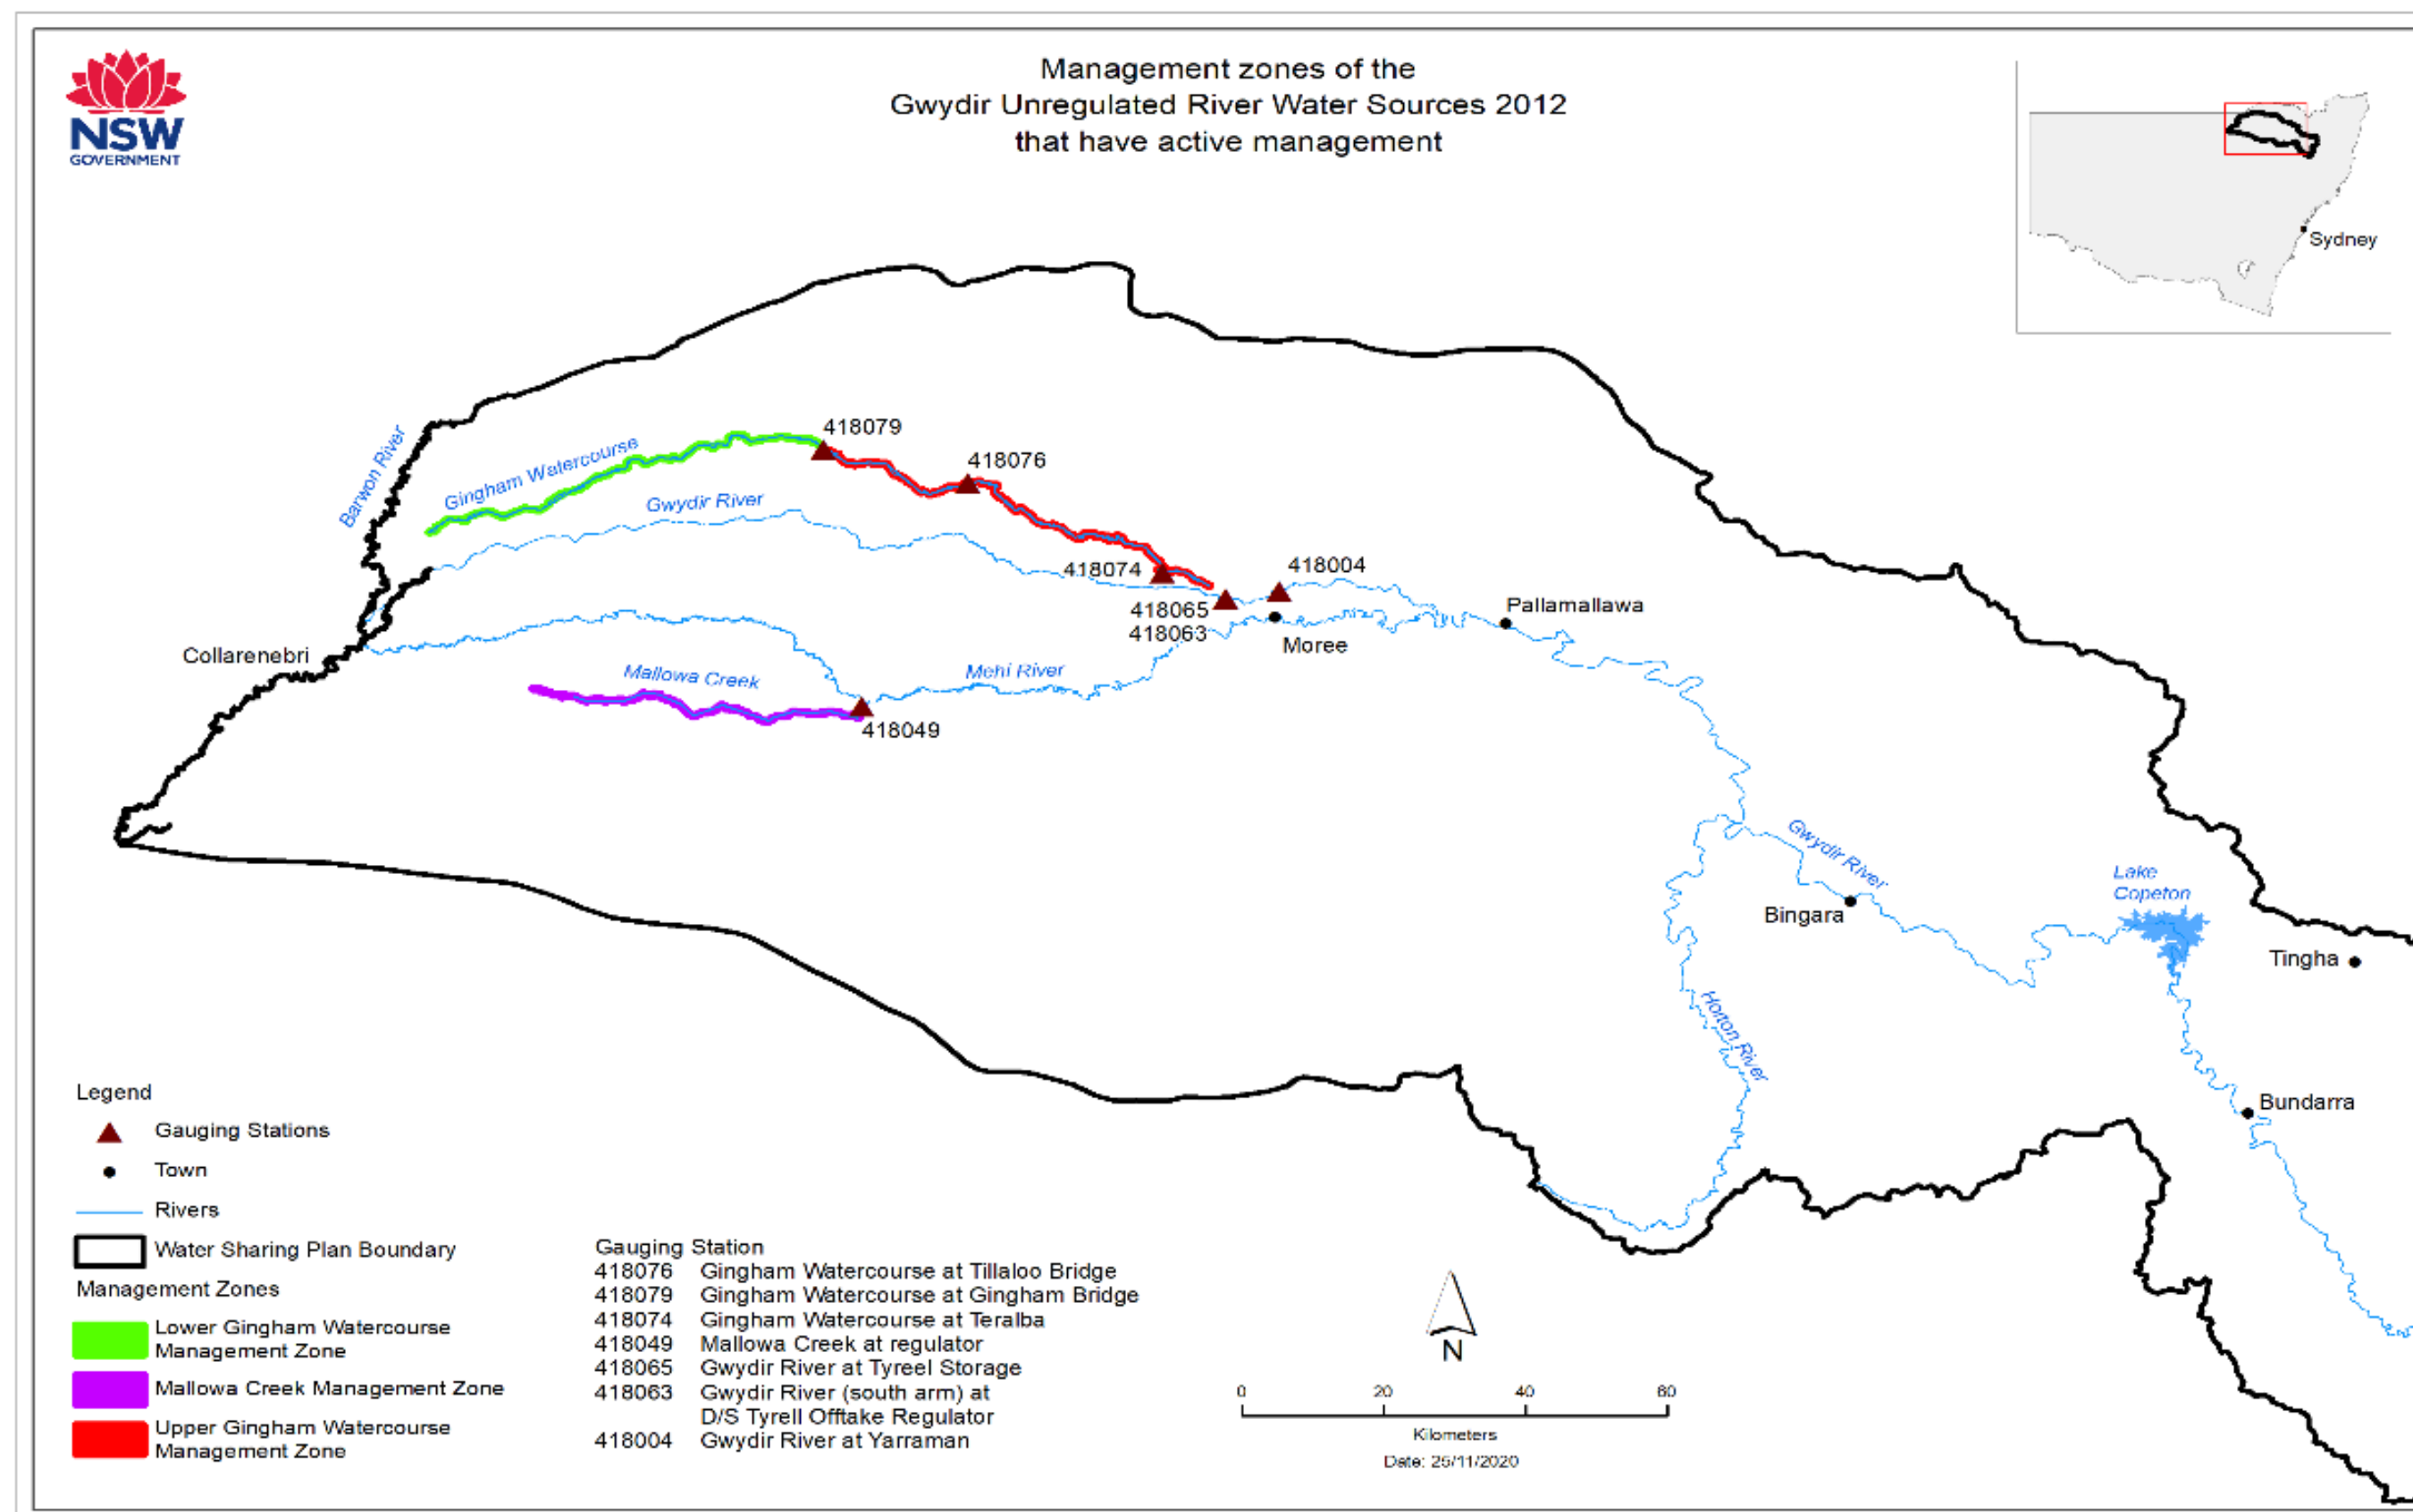 NSW
GOVERNMENT
Management zones of the
Gwydir Unregulated River Water Sources 2012
that have active management
Sydney
Barwon River
Gingham Watercourse
418079
418076
Gwydir River
418074
418004
418065
418063
Pallamallawa
Moree
Collarenebri
Mallowa Creek
Mehi River
418049
Gwydir River
Bingara
Lake
Copeton
Tingha
Horton River
Bundarra
Legend
Gauging Stations
Town
Rivers
Water Sharing Plan Boundary
Management Zones
Lower Gingham Watercourse
Management Zone
Mallowa Creek Management Zone
Upper Gingham Watercourse
Management Zone
Gauging Station
418076 Gingham Watercourse at Tillaloo Bridge
418079 Gingham Watercourse at Gingham Bridge
418074 Gingham Watercourse at Teralba
418049 Mallowa Creek at regulator
418065 Gwydir River at Tyreel Storage
418063 Gwydir River (south arm) at
D/S Tyrell Offtake Regulator
418004 Gwydir River at Yarraman
N
0 20 40 60
Kilometers
Date: 25/11/2020